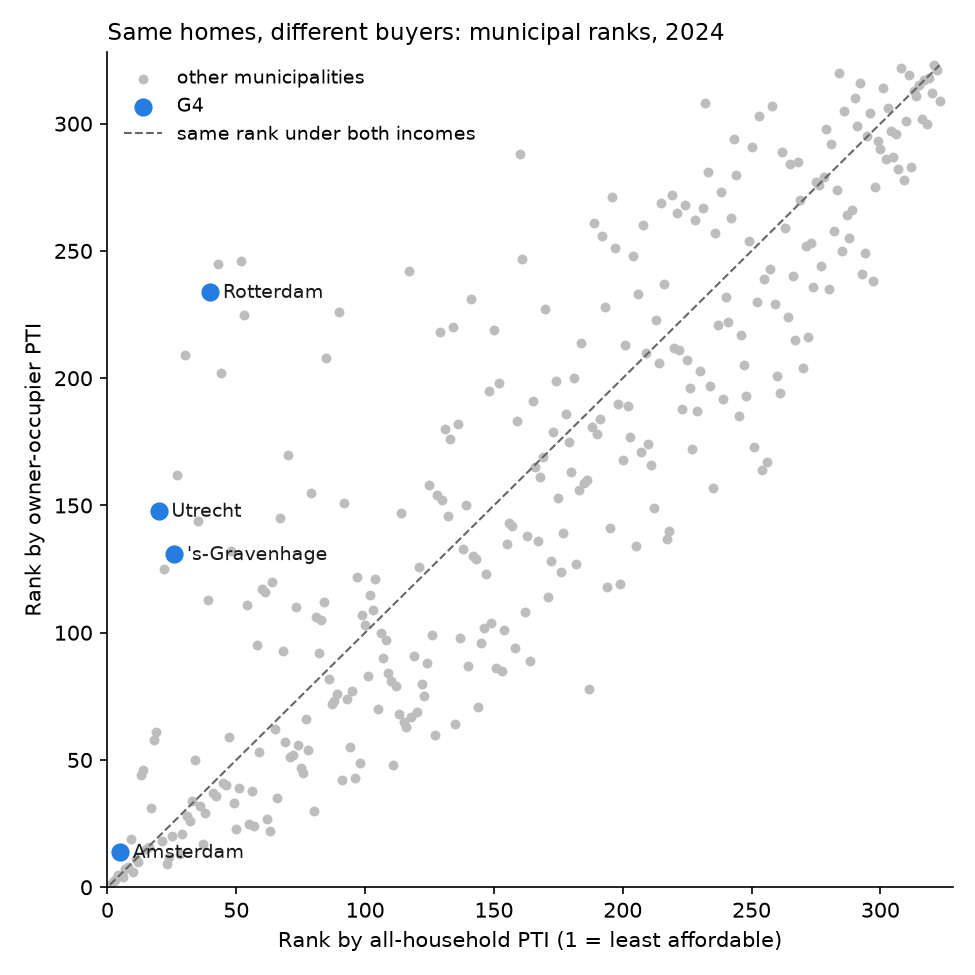 Same homes, different buyers: municipal ranks, 2024
other municipalities
G4
same rank under both incomes
300
250
200
150
100
50
0
Rank by owner-occupier PTI
Rotterdam
Utrecht
's-Gravenhage
Amsterdam
0 50 100 150 200 250 300
Rank by all-household PTI (1 = least affordable)